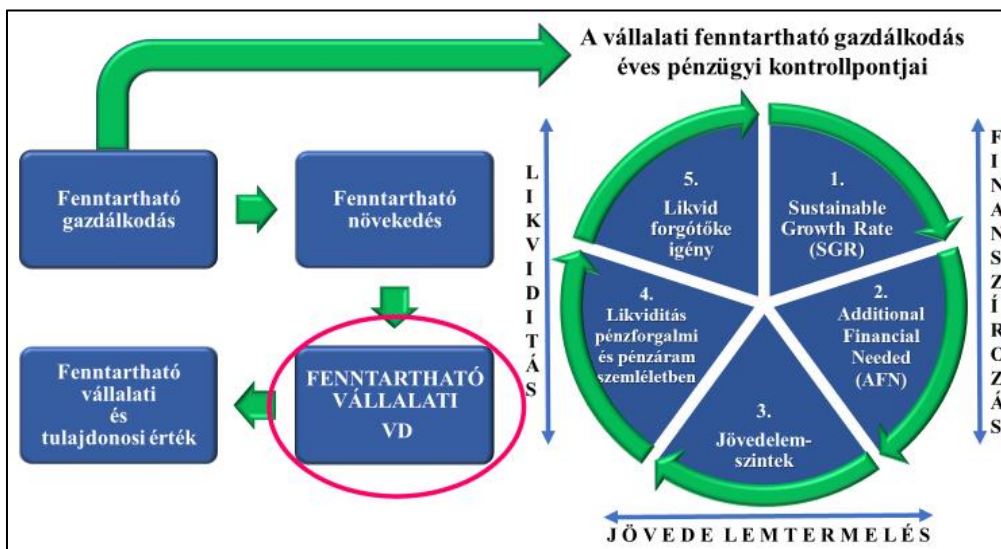 A vállalati fenntartható gazdálkodás
éves pénzügyi kontrollpontjai
Fenntartható
gazdálkodás
Fenntartható
növekedés
FENNTARTHATÓ
VÁLLALATI
VD
Fenntartható
vállalati
és
tulajdonosi érték
LIKVIDITÁS
1.
Sustainable
Growth Rate
(SGR)
2.
Additional
Financial
Needed
(AFN)
3.
Jövedelem-
szintek
4.
Likviditás
pénzforgalmi
és pénzáram
szemléletben
5.
Likvid
forgótőke
igény
FINANSZÍROZÁS
JÖVEDELEMTERMELÉS